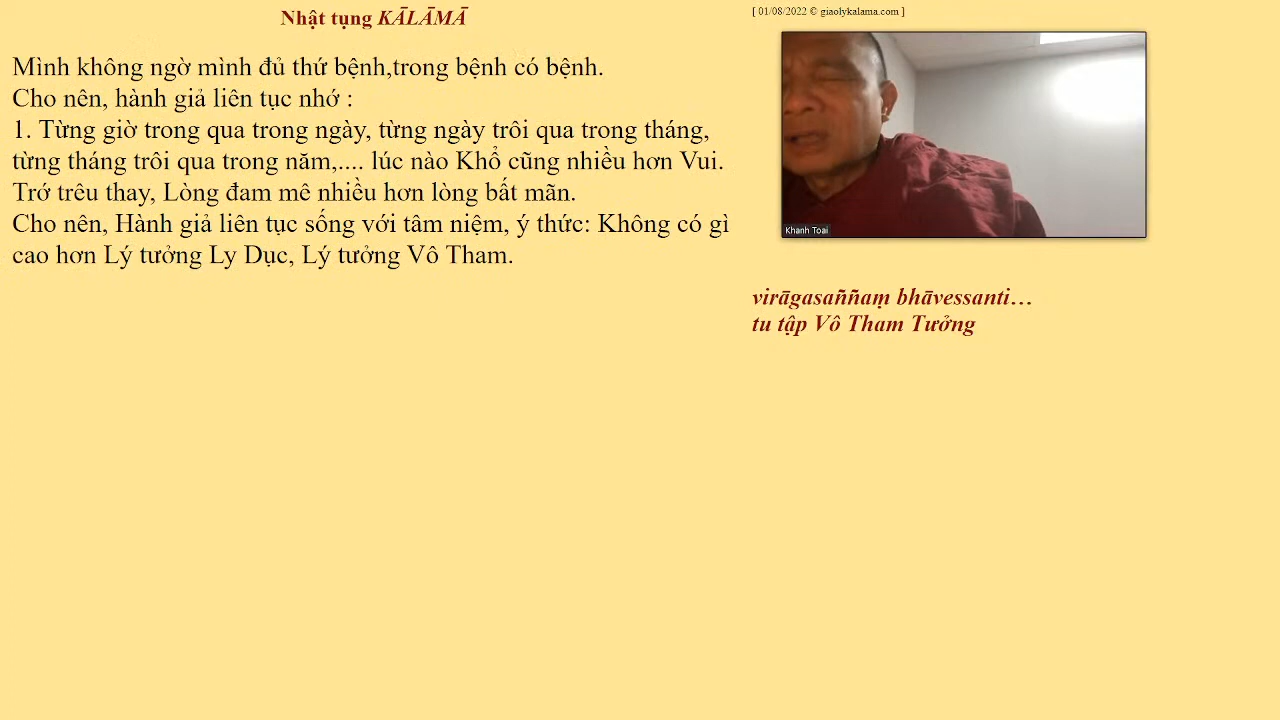 Nhật tụng KĀLĀMĀ
Mình không ngờ mình đủ thứ bệnh,trong bệnh có bệnh.
Cho nên, hành giả liên tục nhớ :
1. Từng giờ trong qua trong ngày, từng ngày trôi qua trong tháng,
từng tháng trôi qua trong năm,.... lúc nào Khổ cũng nhiều hơn Vui.
Trớ trêu thay, Lòng đam mê nhiều hơn lòng bất mãn.
Cho nên, Hành giả liên tục sống với tâm niệm, ý thức: Không có gì
cao hơn Lý tưởng Ly Dục, Lý tưởng Vô Tham.
[ 01/08/2022 © giaolykalama.com ]
Khanh Toai
virāgasaññaṃ bhāvessanti…
tu tập Vô Tham Tưởng